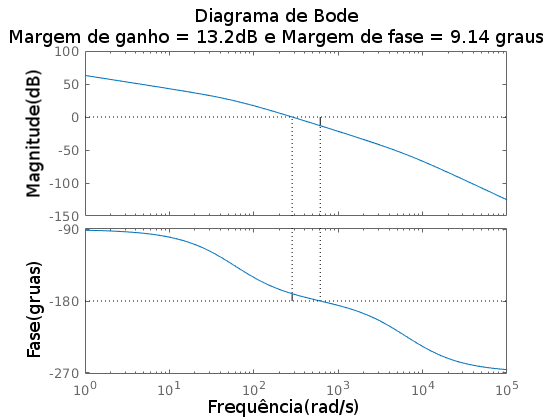 Diagrama de Bode
Margem de ganho = 13.2dB e Margem de fase = 9.14 graus
Magnitude(dB)
100
50
0
-50
-100
-150
Fase(gruas)
-90
-180
-270
10^0 10^1 10^2 10^3 10^4 10^5
Frequência(rad/s)